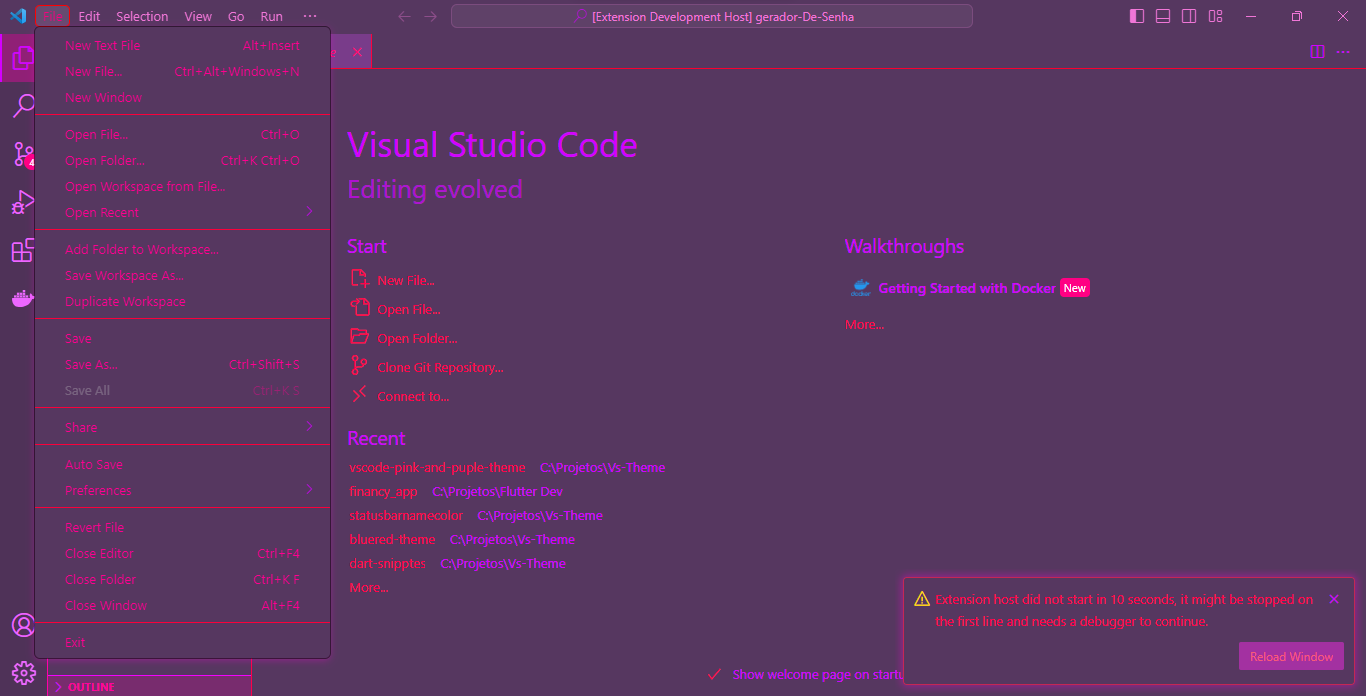 File Edit Selection View Go Run ···
[Extension Development Host] gerador-De-Senha
New Text File Alt+Insert
New File... Ctrl+Alt+Windows+N
New Window
Open File... Ctrl+O
Open Folder... Ctrl+K Ctrl+O
Open Workspace from File...
Open Recent
Add Folder to Workspace...
Save Workspace As...
Duplicate Workspace
Save
Save As... Ctrl+Shift+S
Save All Ctrl+K S
Share
Auto Save
Preferences
Revert File
Close Editor Ctrl+F4
Close Folder Ctrl+K F
Close Window Alt+F4
Exit
OUTLINE
4
Visual Studio Code
Editing evolved
Start
New File...
Open File...
Open Folder...
Clone Git Repository...
Connect to...
Recent
vscode-pink-and-puple-theme C:\Projetos\Vs-Theme
financy_app C:\Projetos\Flutter Dev
statusbarnamecolor C:\Projetos\Vs-Theme
bluered-theme C:\Projetos\Vs-Theme
dart-snipptes C:\Projetos\Vs-Theme
More...
Walkthroughs
docker
Getting Started with Docker New
More...
Show welcome page on startu
Extension host did not start in 10 seconds, it might be stopped on
the first line and needs a debugger to continue.
Reload Window